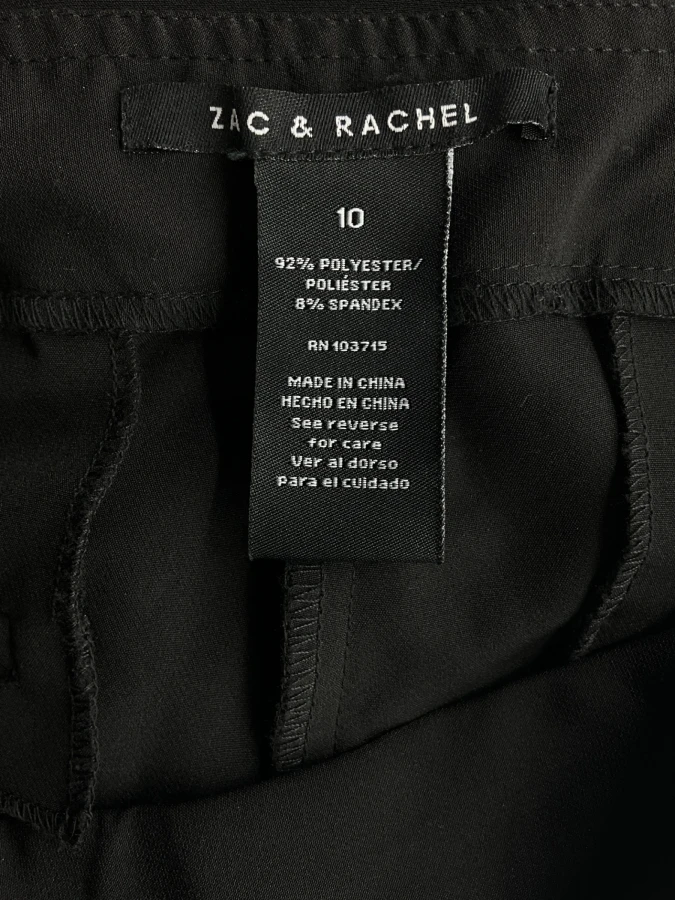 ZAC & RACHEL
10
92% POLYESTER/
POLIÉSTER
8% SPANDEX
RN 103715
MADE IN CHINA
HECHO EN CHINA
See reverse
for care
Ver al dorso
para el cuidado